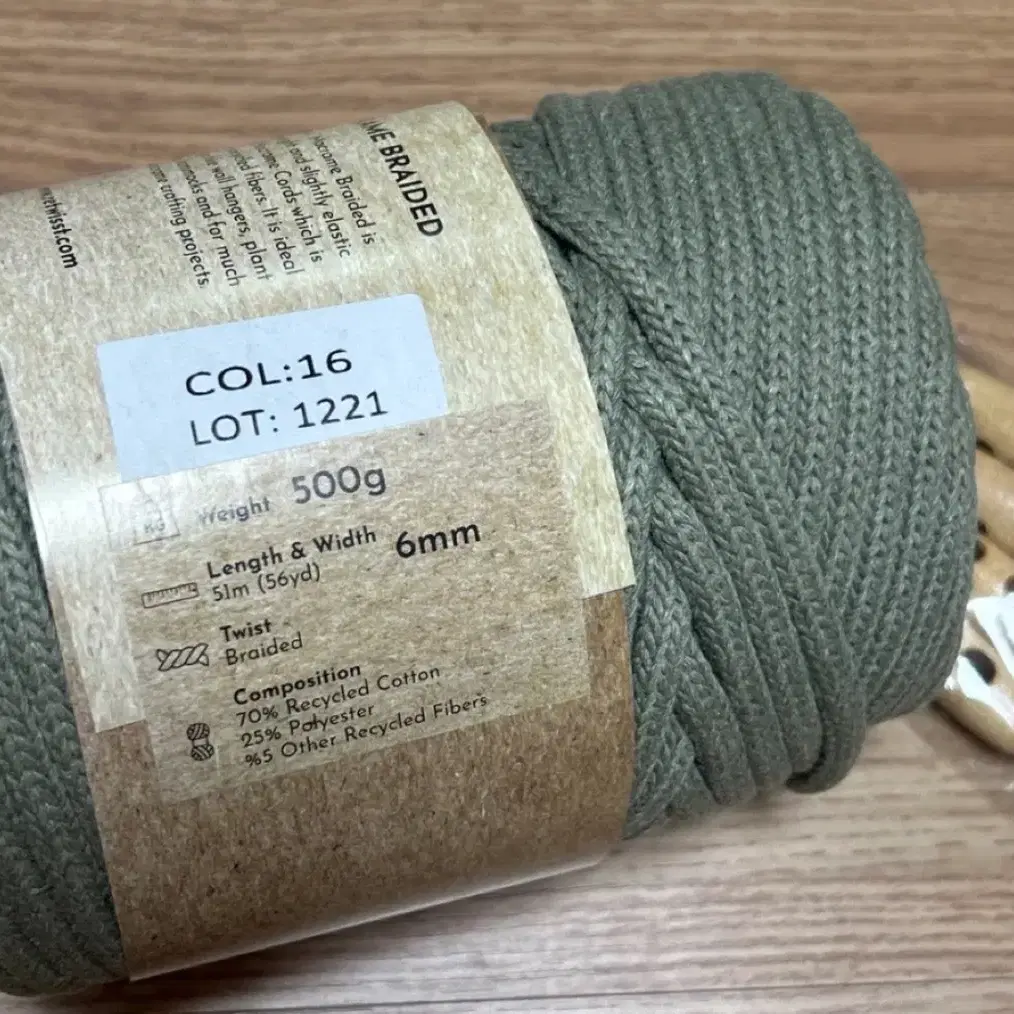 BRAIDED
Braided is
and slightly elastic
Cords which is
fibers. It is ideal
wall hangers, plant
and for much
crafting projects.
COL:16
LOT: 1221
KG
Weight 500g
Length & Width 6mm
51m (56yd)
Twist
Braided
Composition
70% Recycled Cotton
25% Polyester
%5 Other Recycled Fibers